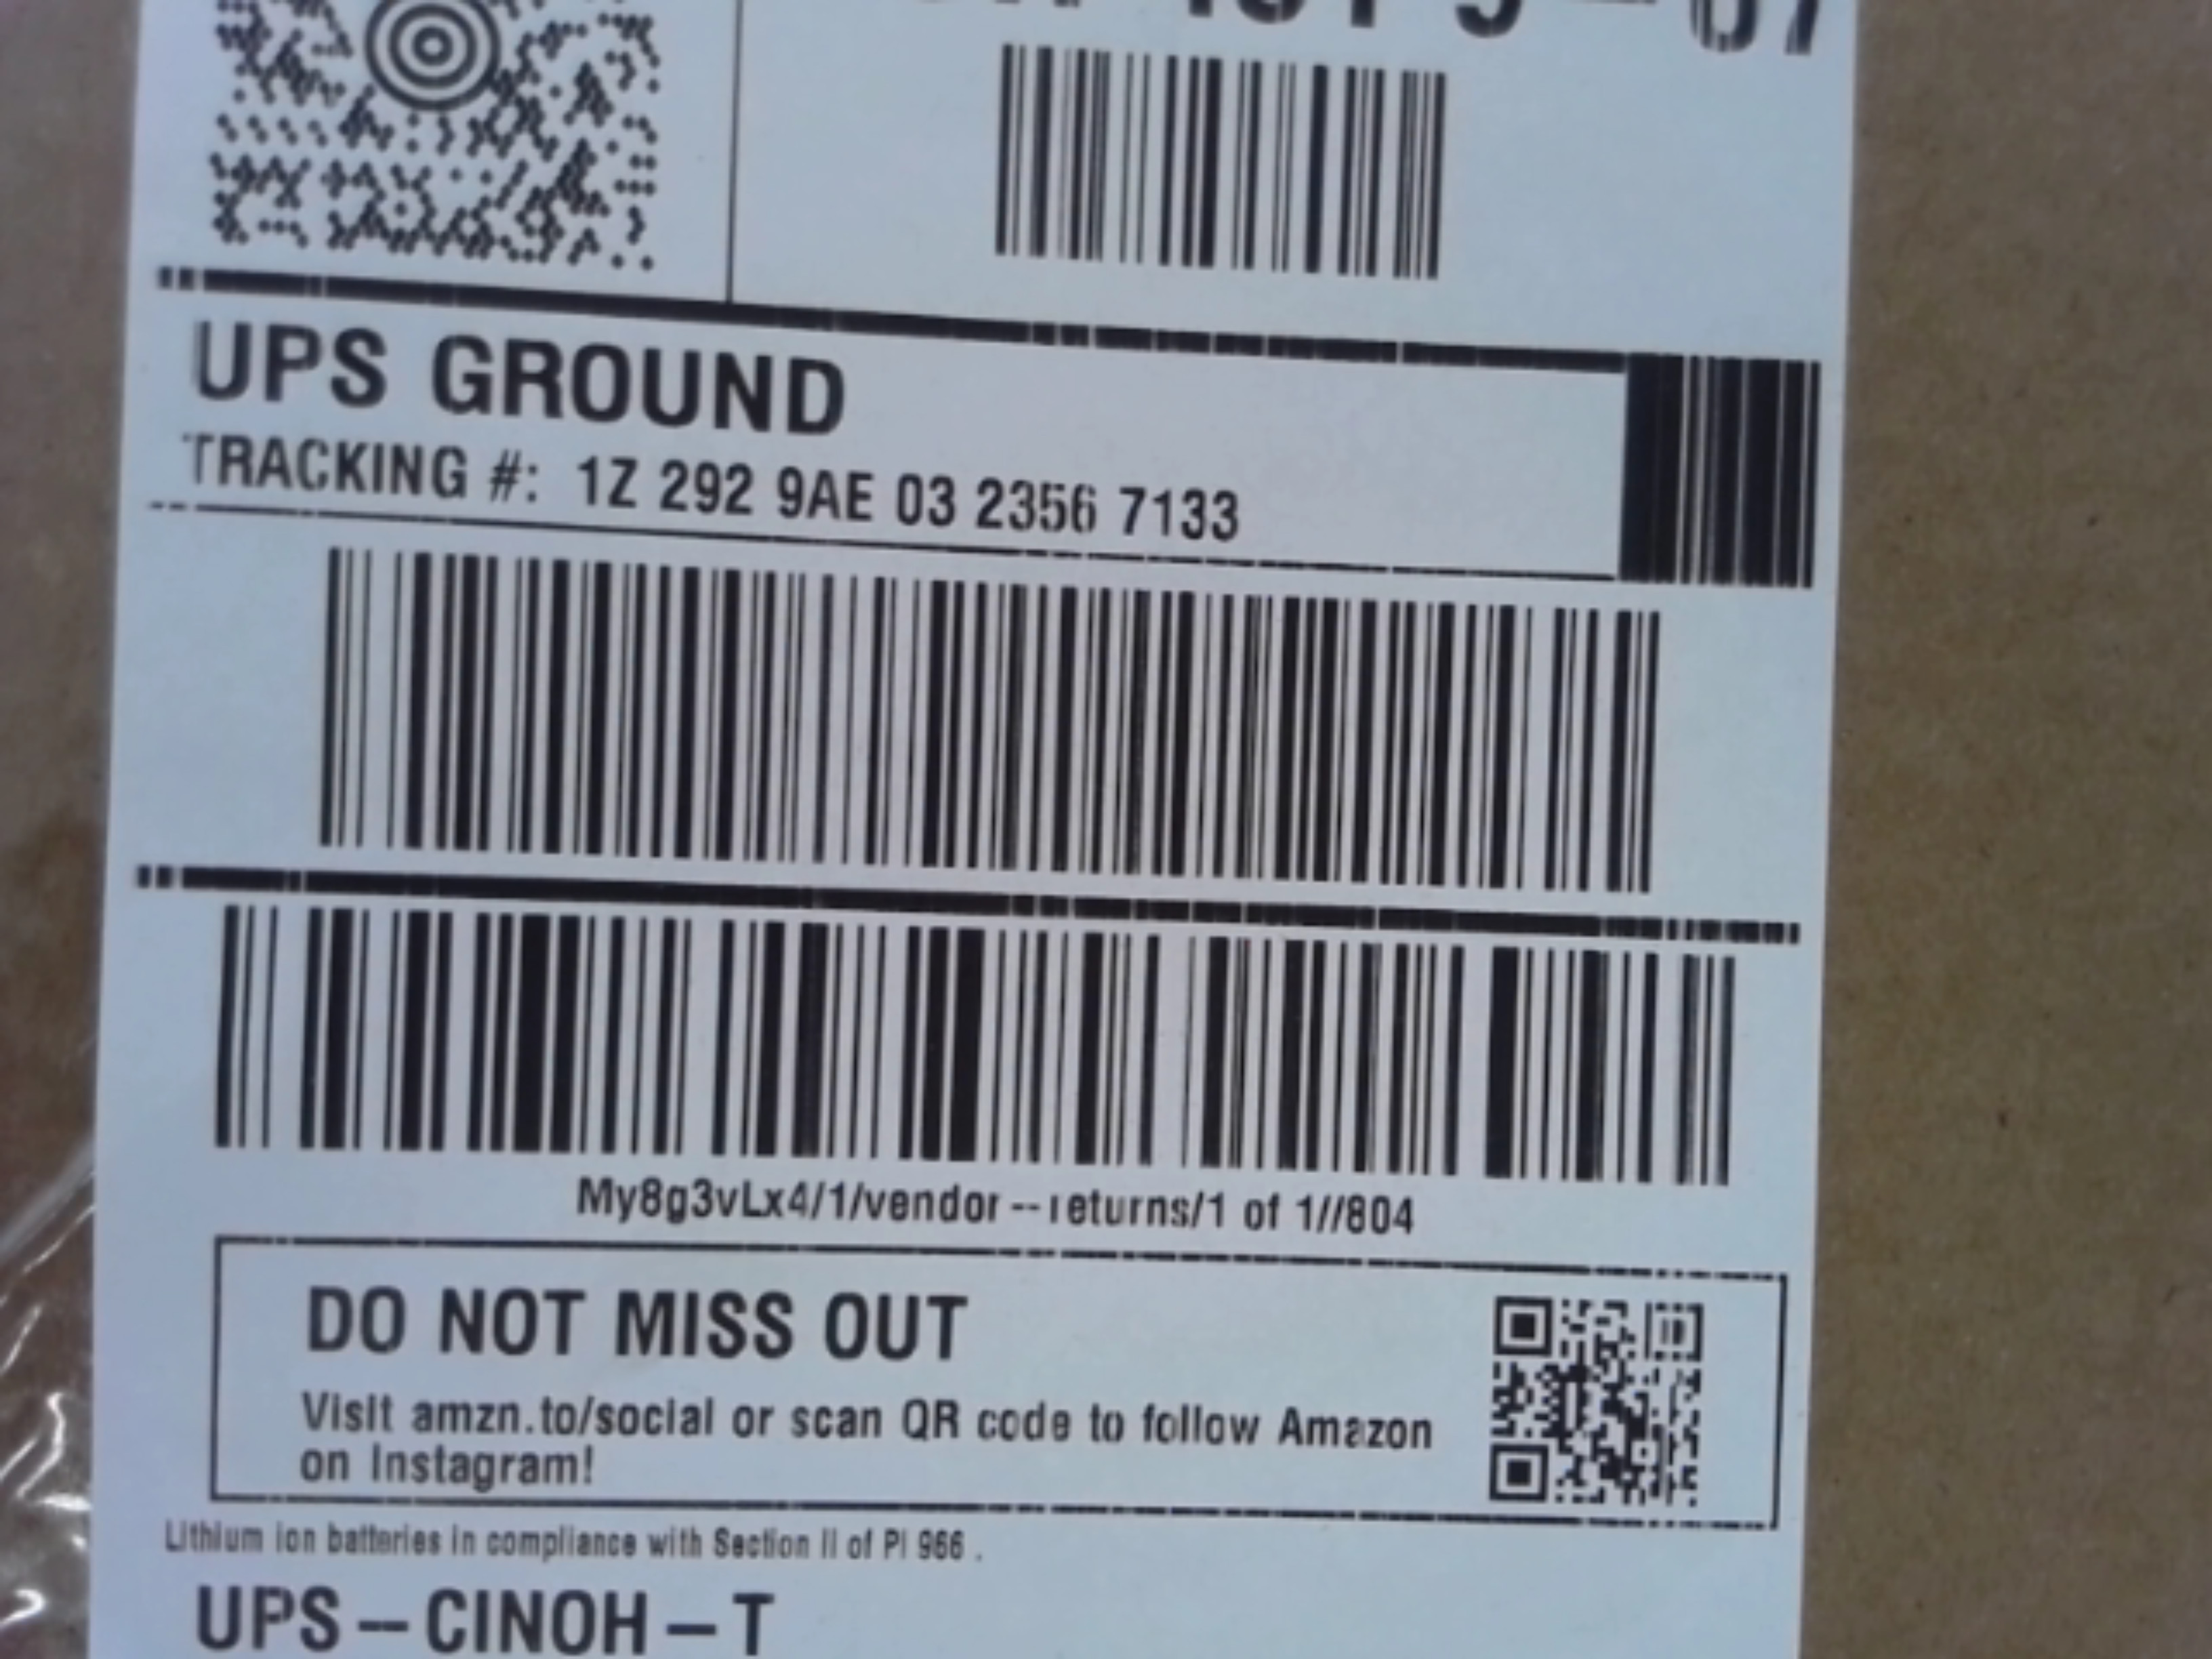 UPS GROUND
TRACKING #: 1Z 292 9AE 03 2356 7133
My8g3vLx4/1/vendor--returns/1 of 1//804
DO NOT MISS OUT
Visit amzn.to/social or scan QR code to follow Amazon
on Instagram!
Lithium ion batteries in compliance with Section II of PI 966 .
UPS--CINOH-T